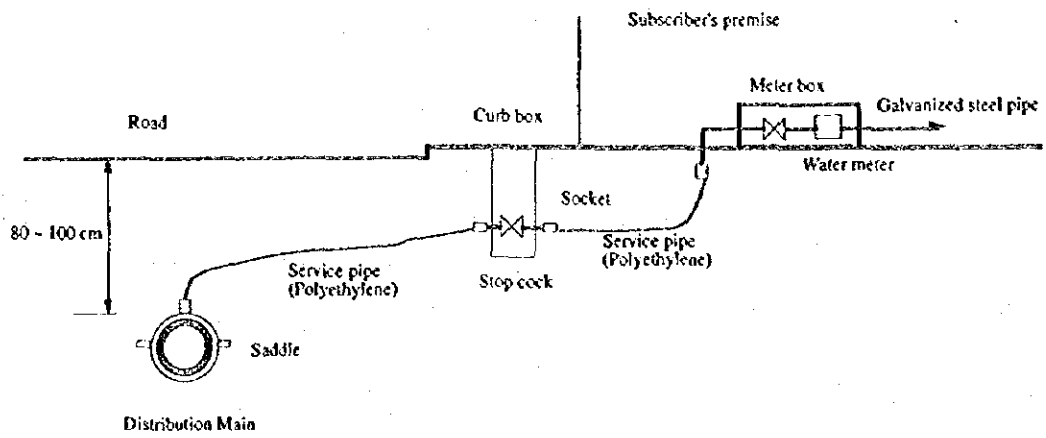 Subscriber's premise
Meter box
Galvanized steel pipe
Road
Curb box
Water meter
Socket
80 ~ 100 cm
Service pipe
(Polyethylene)
Service pipe
(Polyethylene)
Stop cock
Saddle
Distribution Main